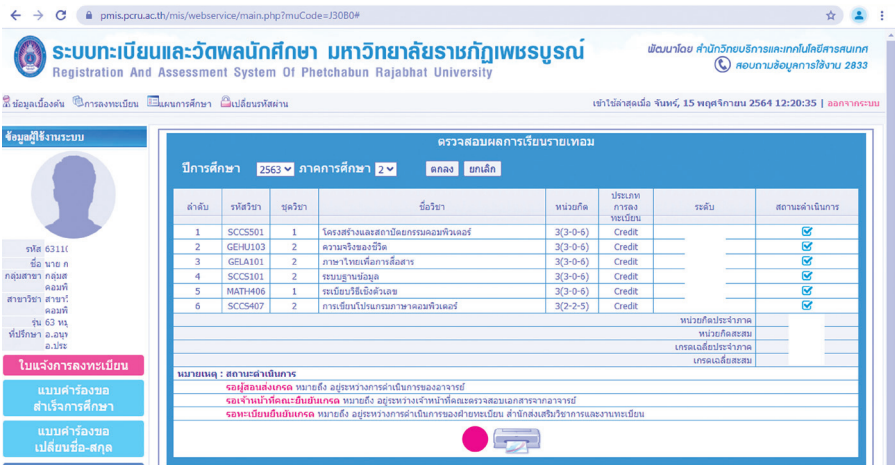 pmis.pcru.ac.th/mis/webservice/main.php?muCode=J30B0#
ระบบทะเบียนและวัดผลนักศึกษา มหาวิทยาลัยราชภัฏเพชรบูรณ์
Registration And Assessment System Of Phetchabun Rajabhat University
พัฒนาโดย สำนักวิทยบริการและเทคโนโลยีสารสนเทศ
สอบถามข้อมูลการใช้งาน 2833
ข้อมูลเบื้องต้น การลงทะเบียน แผนการศึกษา เปลี่ยนรหัสผ่าน
เข้าใช้ล่าสุดเมื่อ จันทร์, 15 พฤศจิกายน 2564 12:20:35 | ออกจากระบบ
ข้อมูลผู้ใช้งานระบบ
รหัส 6311
ชื่อ นาย
กลุ่มสาขา กลุ่มส
คอมพิ
สาขาวิชา สาขาวิ
คอมพิ
รุ่น 63 หมู
ที่ปรึกษา อ.อนุ
อ.ประ
ใบแจ้งการลงทะเบียน
แบบคำร้องขอ
สำเร็จการศึกษา
แบบคำร้องขอ
เปลี่ยนชื่อ-สกุล
ตรวจสอบผลการเรียนรายเทอม
ปีการศึกษา 2563 ภาคการศึกษา 2 ตกลง ยกเลิก
ลำดับ รหัสวิชา ชุดวิชา ชื่อวิชา หน่วยกิต ประเภทการลงทะเบียน ระดับ สถานะดำเนินการ
1 SCCS501 1 โครงสร้างและสถาปัตยกรรมคอมพิวเตอร์ 3(3-0-6) Credit
2 GEHU103 2 ความจริงของชีวิต 3(3-0-6) Credit
3 GELA101 2 ภาษาไทยเพื่อการสื่อสาร 3(3-0-6) Credit
4 SCCS101 2 ระบบฐานข้อมูล 3(3-0-6) Credit
5 MATH406 1 ระเบียบวิธีเชิงตัวเลข 3(3-0-6) Credit
6 SCCS407 2 การเขียนโปรแกรมภาษาคอมพิวเตอร์ 3(2-2-5) Credit
หน่วยกิตประจำภาค
หน่วยกิตสะสม
เกรดเฉลี่ยประจำภาค
เกรดเฉลี่ยสะสม
หมายเหตุ : สถานะดำเนินการ
รอผู้สอนส่งเกรด หมายถึง อยู่ระหว่างการดำเนินการของอาจารย์
รอเจ้าหน้าที่คณะยืนยันเกรด หมายถึง อยู่ระหว่างเจ้าหน้าที่คณะตรวจสอบเอกสารจากอาจารย์
รอทะเบียนยืนยันเกรด หมายถึง อยู่ระหว่างการดำเนินการของฝ่ายทะเบียน สำนักส่งเสริมวิชาการและงานทะเบียน